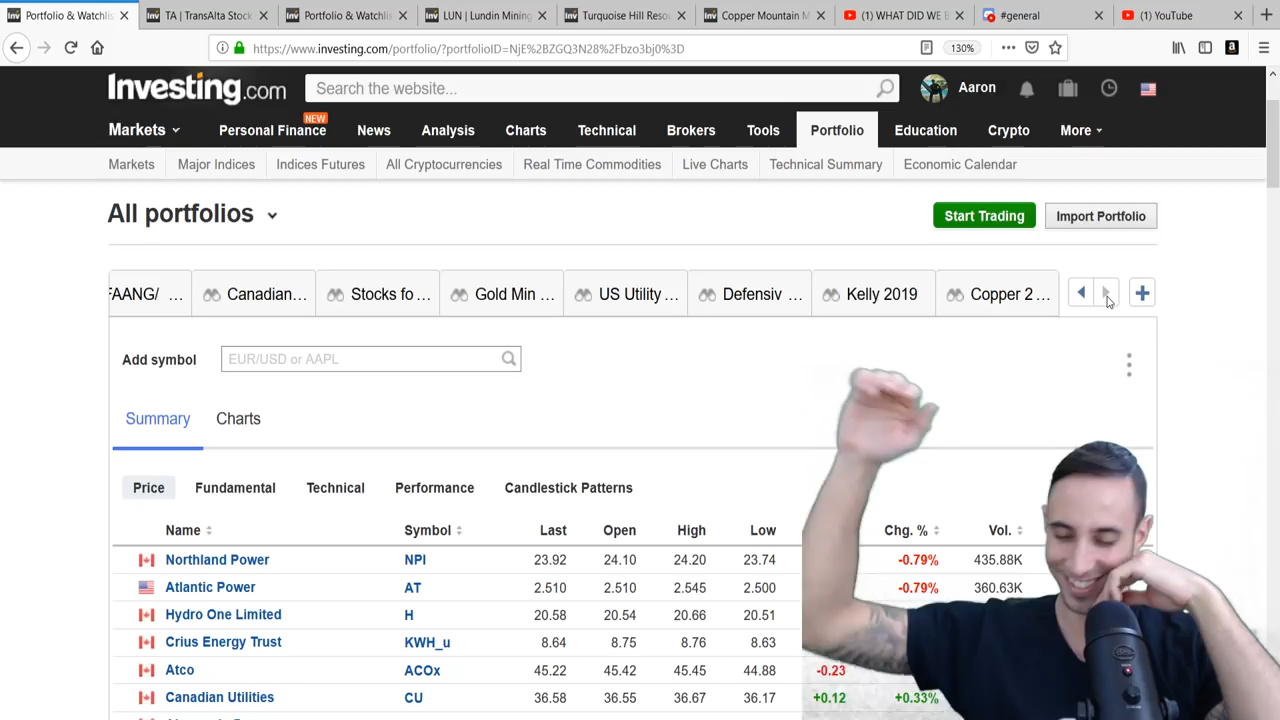 Portfolio & Watchlis
TA | TransAlta Stock
Portfolio & Watchlis
LUN | Lundin Mining
Turquoise Hill Reso
Copper Mountain M
(1) WHAT DID WE B
#general
(1) YouTube
https://www.investing.com/portfolio/?portfolioID=NjE%2BZGQ3N28%2Fbzo3bj0%3D
130%
Investing.com
Search the website...
Aaron
Markets
NEW
Personal Finance
News
Analysis
Charts
Technical
Brokers
Tools
Portfolio
Education
Crypto
More
Markets
Major Indices
Indices Futures
All Cryptocurrencies
Real Time Commodities
Live Charts
Technical Summary
Economic Calendar
All portfolios
Start Trading
Import Portfolio
FAANG/ ...
Canadian...
Stocks fo ...
Gold Min ...
US Utility ...
Defensiv ...
Kelly 2019
Copper 2 ...
Add symbol
EUR/USD or AAPL
Summary
Charts
Price
Fundamental
Technical
Performance
Candlestick Patterns
Name Symbol Last Open High Low Chg. % Vol.
Northland Power NPI 23.92 24.10 24.20 23.74 -0.79% 435.88K
Atlantic Power AT 2.510 2.510 2.545 2.500 -0.79% 360.63K
Hydro One Limited H 20.58 20.54 20.66 20.51
Crius Energy Trust KWH_u 8.64 8.75 8.76 8.63
Atco ACOx 45.22 45.42 45.45 44.88 -0.23
Canadian Utilities CU 36.58 36.55 36.67 36.17 +0.12 +0.33%